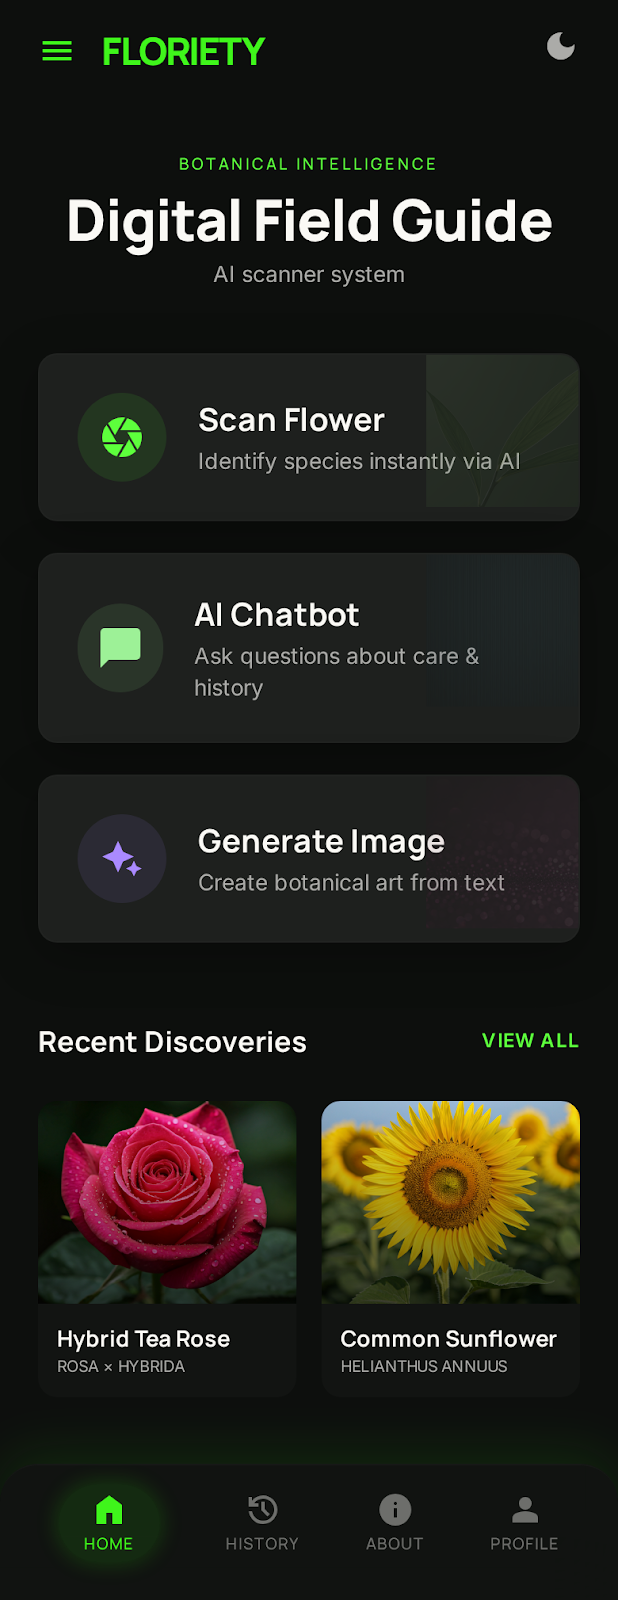 FLORIETY
BOTANICAL INTELLIGENCE
Digital Field Guide
AI scanner system
Scan Flower
Identify species instantly via AI
AI Chatbot
Ask questions about care &
history
Generate Image
Create botanical art from text
Recent Discoveries
VIEW ALL
Hybrid Tea Rose
ROSA × HYBRIDA
Common Sunflower
HELIANTHUS ANNUUS
HOME
HISTORY
ABOUT
PROFILE